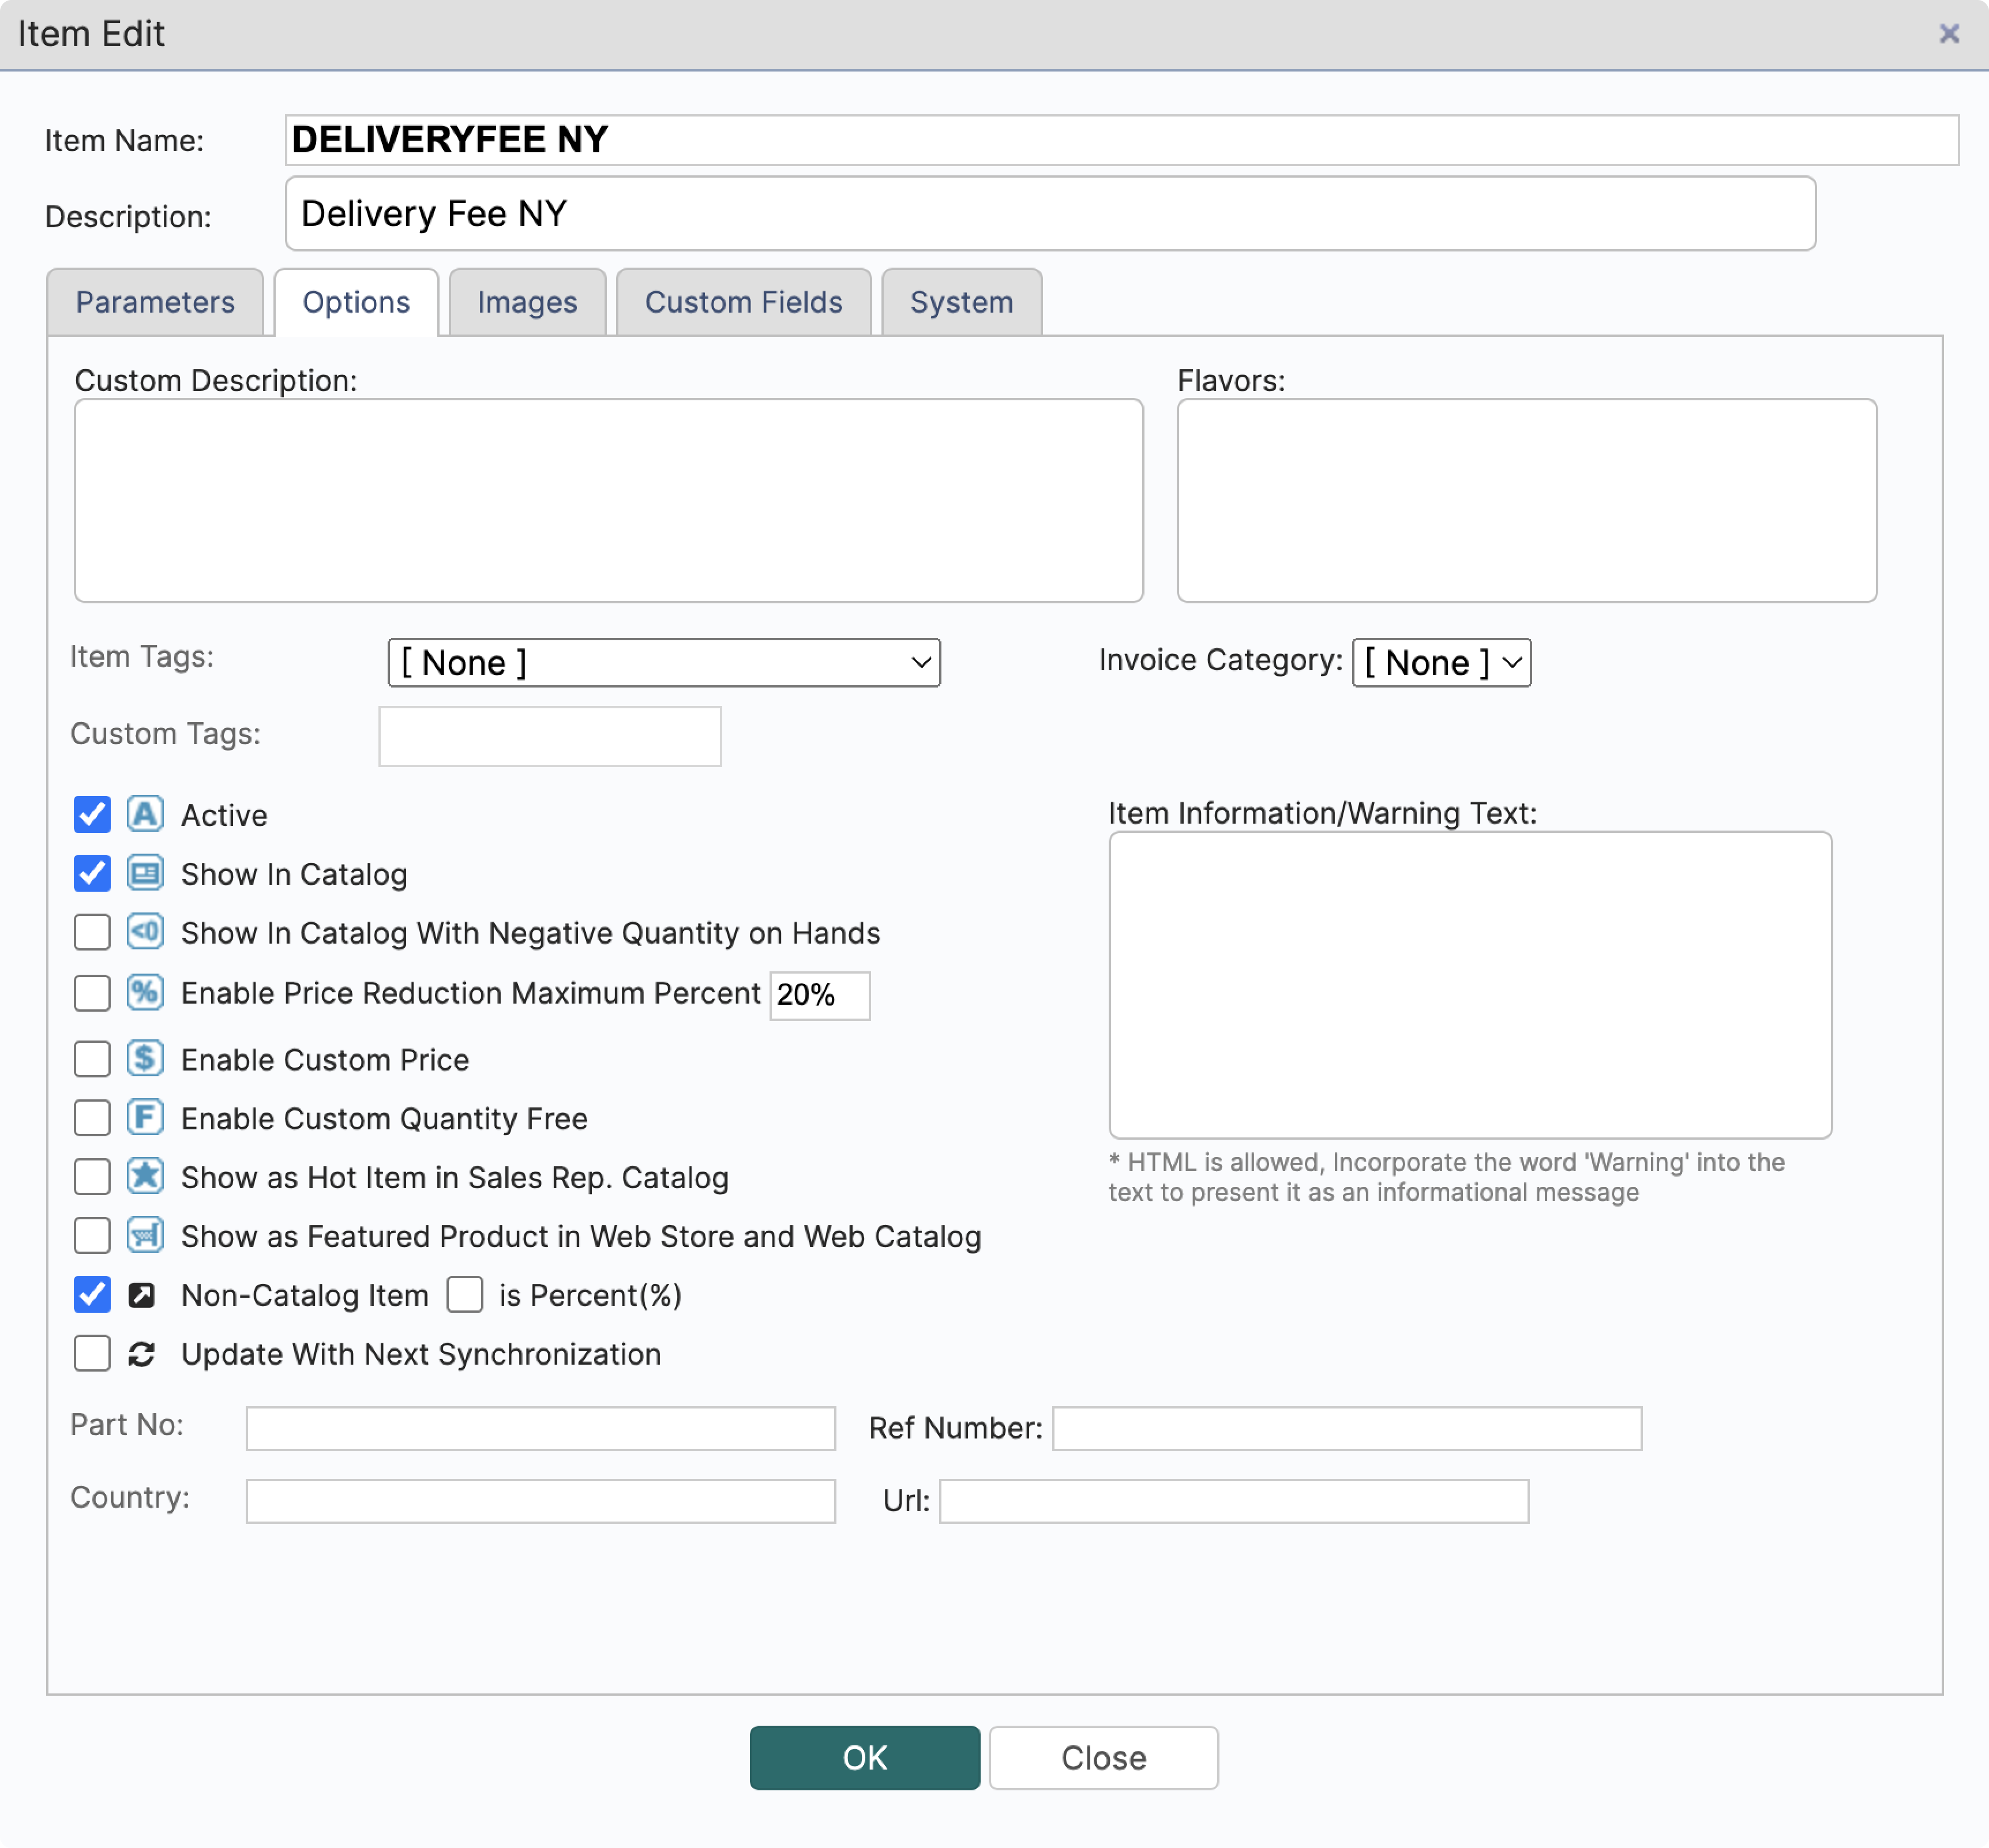 Item Edit
Item Name: DELIVERYFEE NY
Description: Delivery Fee NY
Parameters Options Images Custom Fields System
Custom Description: Flavors:
Item Tags: [ None ] Invoice Category: [ None ]
Custom Tags:
A Active
Show In Catalog
<0 Show In Catalog With Negative Quantity on Hands
% Enable Price Reduction Maximum Percent 20%
$ Enable Custom Price
F Enable Custom Quantity Free
Show as Hot Item in Sales Rep. Catalog
Show as Featured Product in Web Store and Web Catalog
Non-Catalog Item is Percent(%)
Update With Next Synchronization
Item Information/Warning Text:
* HTML is allowed, Incorporate the word 'Warning' into the
text to present it as an informational message
Part No: Ref Number:
Country: Url:
OK Close